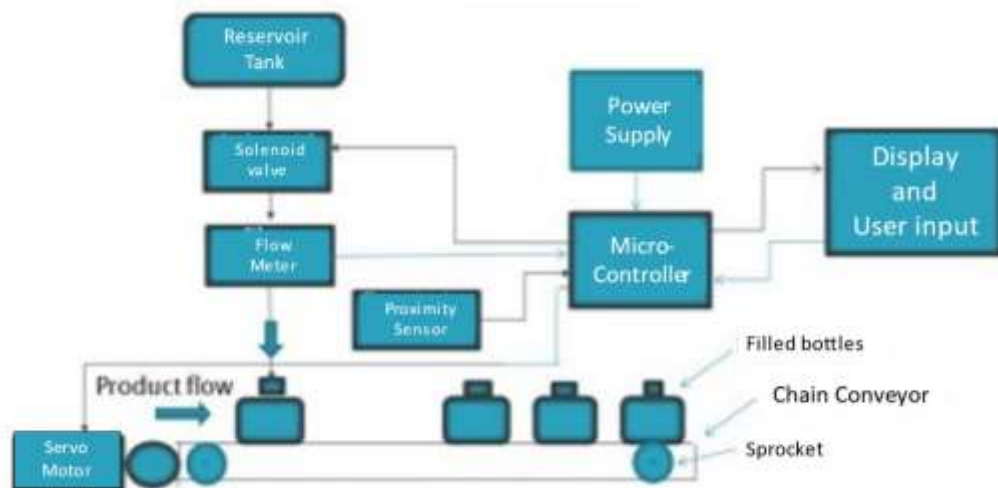 Reservoir
Tank
Power
Supply
Solenoid
valve
Display
and
User input
Flow
Meter
Micro-
Controller
Proximity
Sensor
Filled bottles
Product flow
Chain Conveyor
Servo
Motor
Sprocket